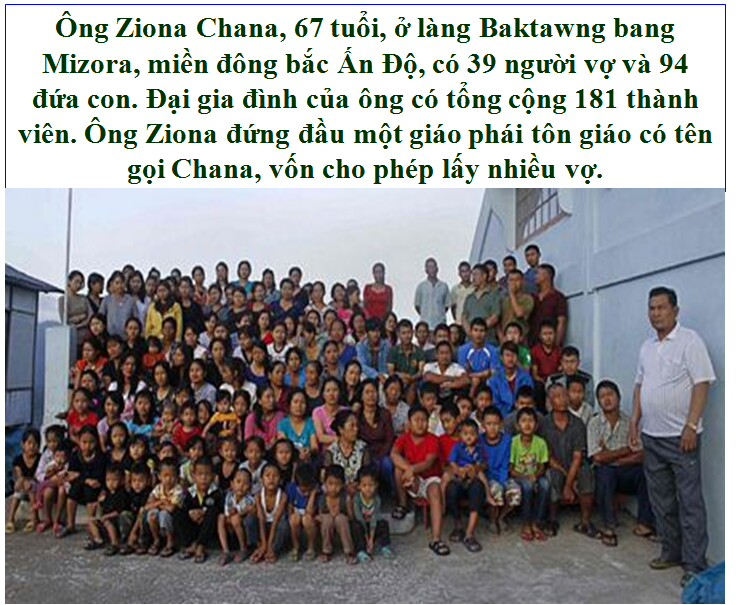 Ông Ziona Chana, 67 tuổi, ở làng Baktawng bang
Mizora, miền đông bắc Ấn Độ, có 39 người vợ và 94
đứa con. Đại gia đình của ông có tổng cộng 181 thành
viên. Ông Ziona đứng đầu một giáo phái tôn giáo có tên
gọi Chana, vốn cho phép lấy nhiều vợ.